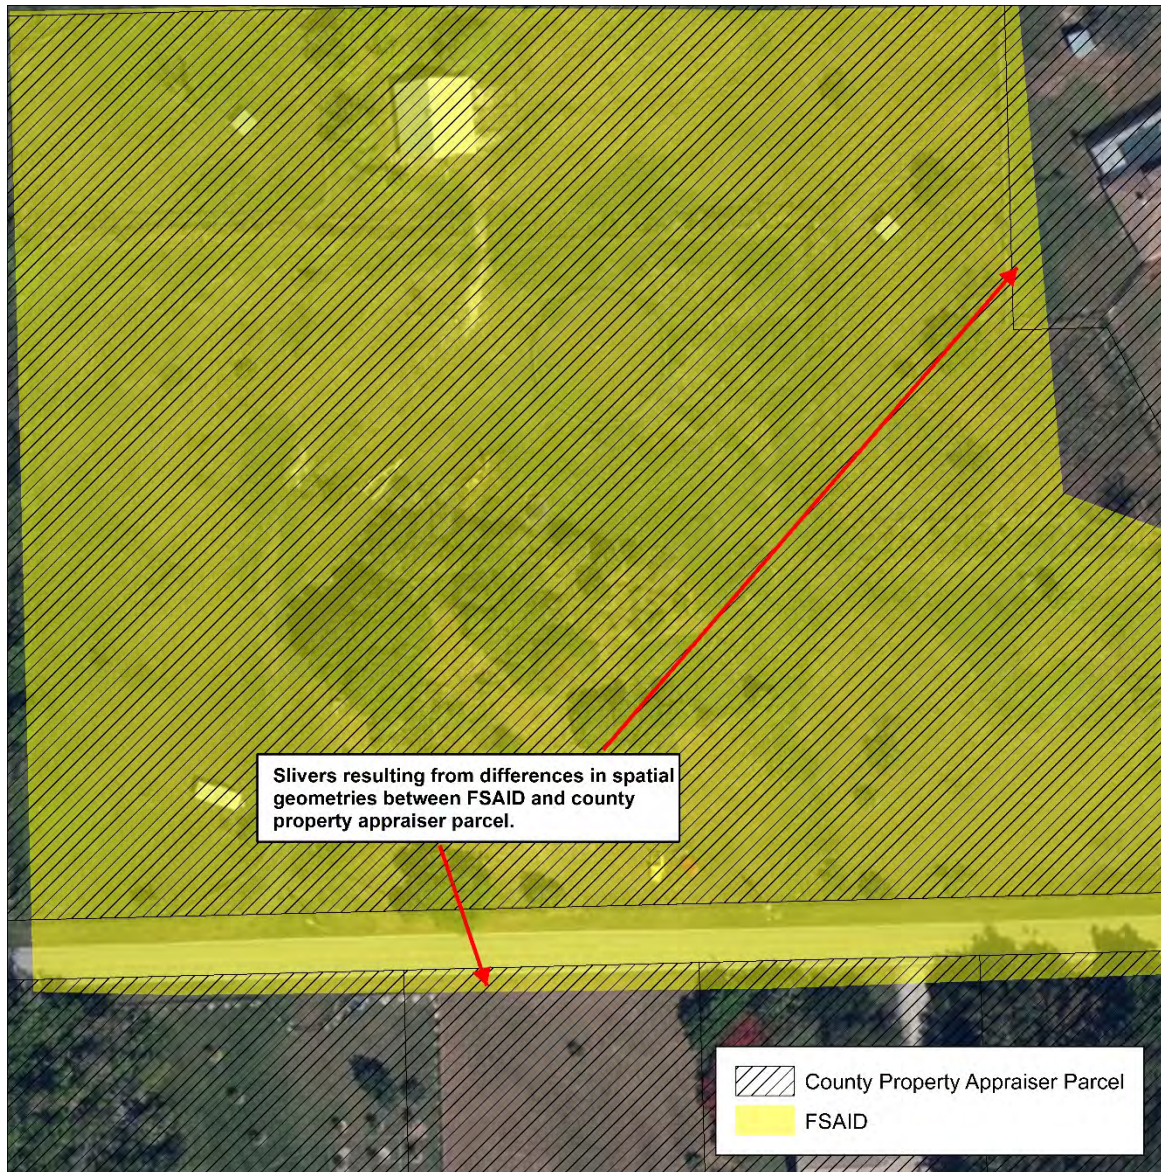 Slivers resulting from differences in spatial
geometries between FSAID and county
property appraiser parcel.
County Property Appraiser Parcel
FSAID